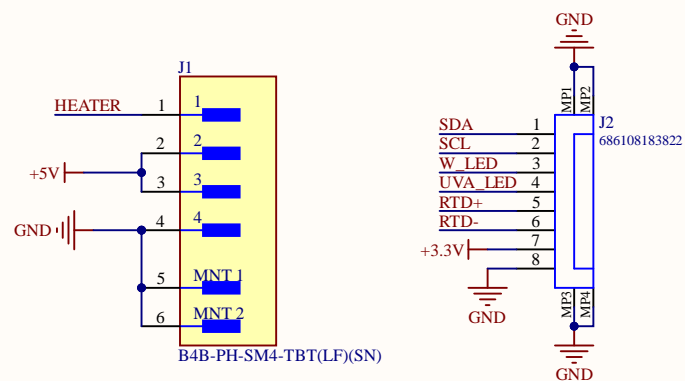 J1
HEATER
1
1
2
2
+5V
3
3
GND
4
4
5
MNT 1
6
MNT 2
B4B-PH-SM4-TBT(LF)(SN)
GND
MP1
MP2
J2
686108183822
SDA
1
SCL
2
W_LED
3
UVA_LED
4
RTD+
5
RTD-
6
+3.3V
7
8
GND
MP3
MP4
GND